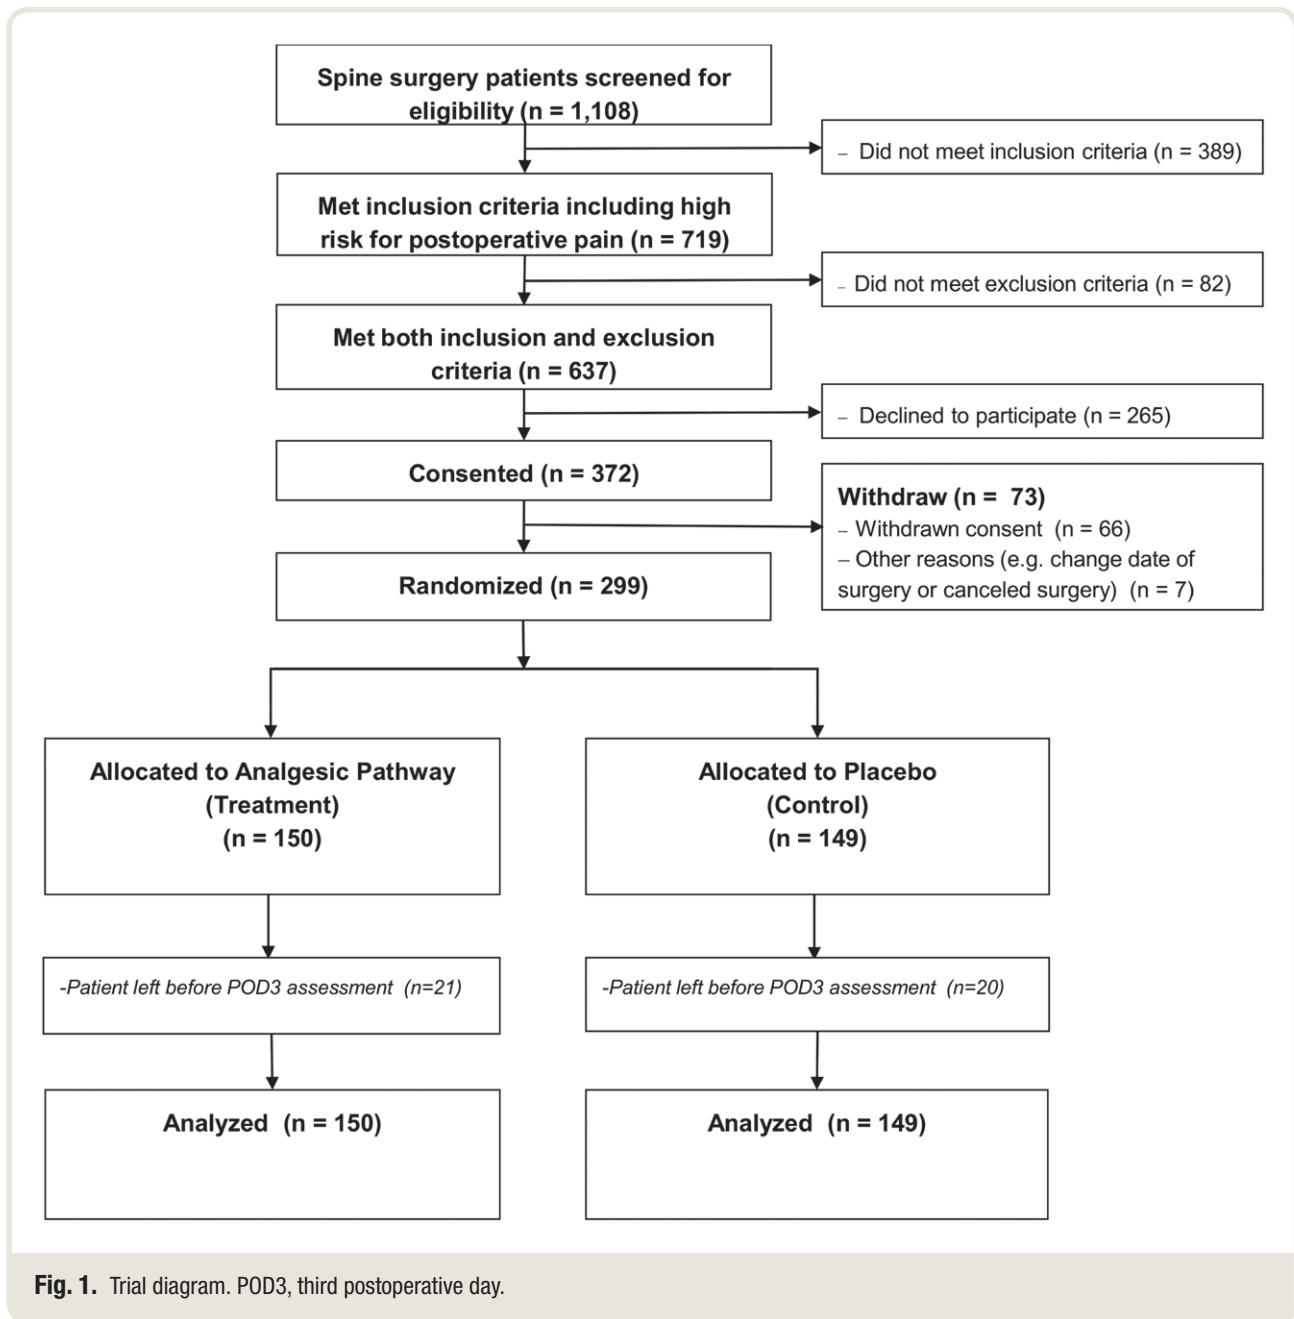 Spine surgery patients screened for
eligibility (n = 1,108)
– Did not meet inclusion criteria (n = 389)
Met inclusion criteria including high
risk for postoperative pain (n = 719)
– Did not meet exclusion criteria (n = 82)
Met both inclusion and exclusion
criteria (n = 637)
– Declined to participate (n = 265)
Consented (n = 372)
Withdraw (n = 73)
– Withdrawn consent (n = 66)
– Other reasons (e.g. change date of
surgery or canceled surgery) (n = 7)
Randomized (n = 299)
Allocated to Analgesic Pathway
(Treatment)
(n = 150)
Allocated to Placebo
(Control)
(n = 149)
-Patient left before POD3 assessment (n=21)
-Patient left before POD3 assessment (n=20)
Analyzed (n = 150)
Analyzed (n = 149)
Fig. 1. Trial diagram. POD3, third postoperative day.